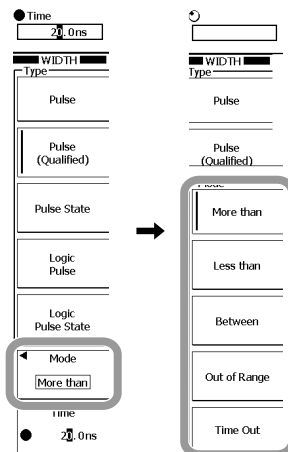 Time
20.0ns
WIDTH
Type
Pulse
Pulse
(Qualified)
Pulse State
Logic
Pulse
Logic
Pulse State
Mode
More than
Time
20.0ns
WIDTH
Type
Pulse
Pulse
(Qualified)
Mode
More than
Less than
Between
Out of Range
Time Out